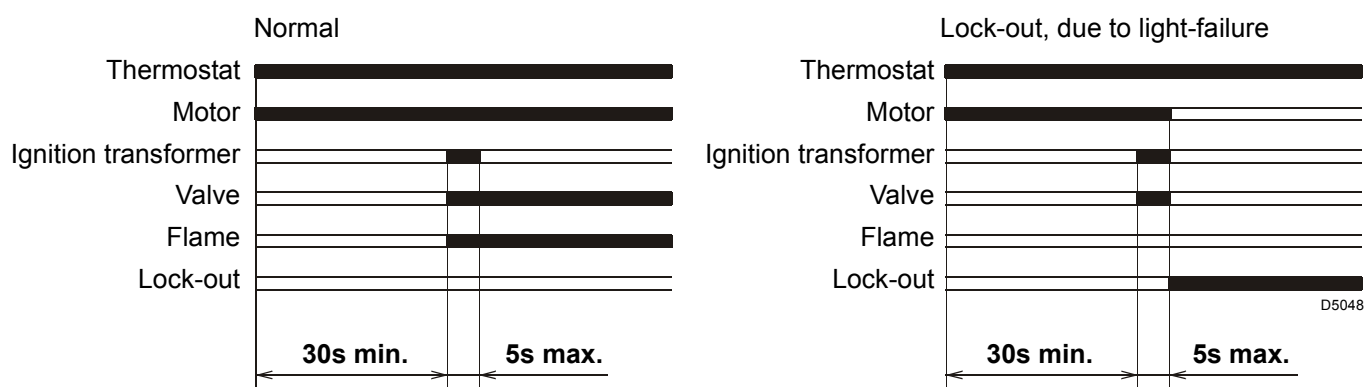 Normal
Thermostat
Motor
Ignition transformer
Valve
Flame
Lock-out
30s min.
5s max.
Lock-out, due to light-failure
Thermostat
Motor
Ignition transformer
Valve
Flame
Lock-out
D5048
30s min.
5s max.